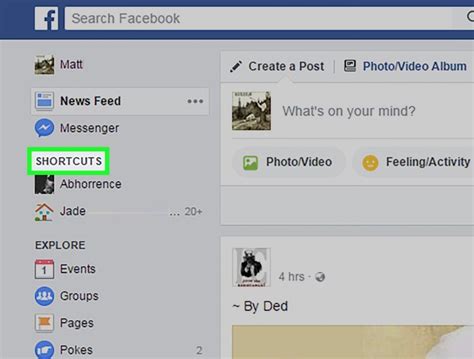 f Search Facebook
Matt
News Feed ...
Messenger
SHORTCUTS
Abhorrence
Jade ... 20+
EXPLORE
1 Events
Groups
Pages
Pokes 2
Create a Post
Photo/Video Album
What's on your mind?
Photo/Video
Feeling/Activity
4 hrs ·
~ By Ded